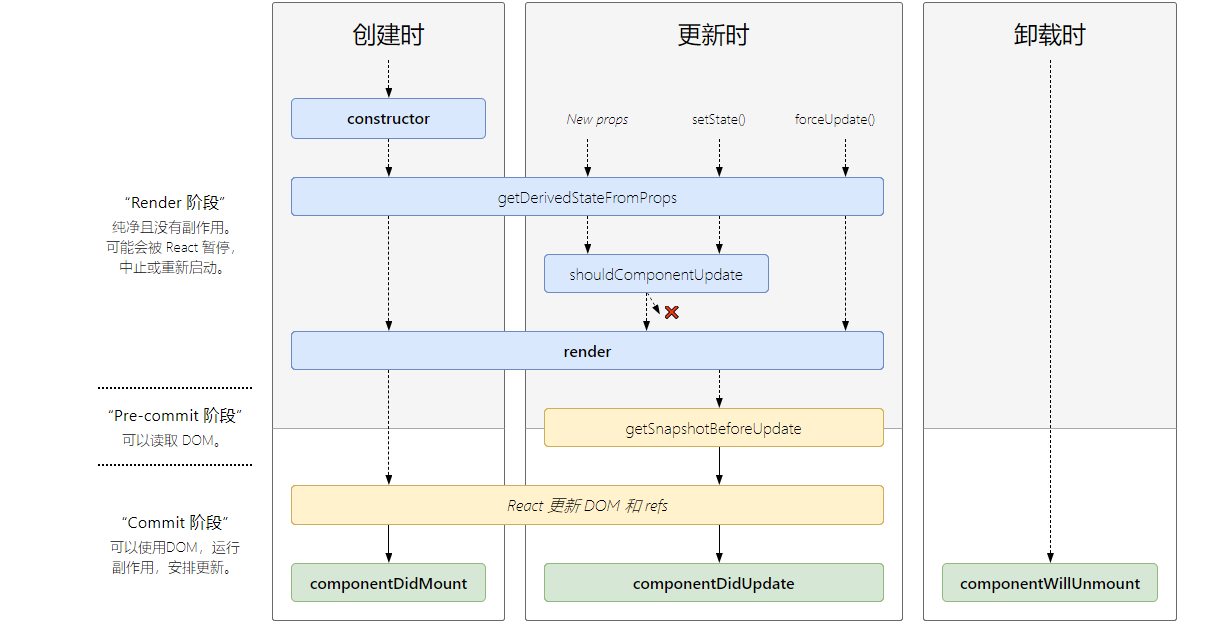 创建时
更新时
卸载时
constructor
New props
setState()
forceUpdate()
getDerivedStateFromProps
“Render 阶段”
纯净且没有副作用。
可能会被 React 暂停，
中止或重新启动。
shouldComponentUpdate
render
“Pre-commit 阶段”
可以读取 DOM。
getSnapshotBeforeUpdate
React 更新 DOM 和 refs
“Commit 阶段”
可以使用DOM，运行
副作用，安排更新。
componentDidMount
componentDidUpdate
componentWillUnmount